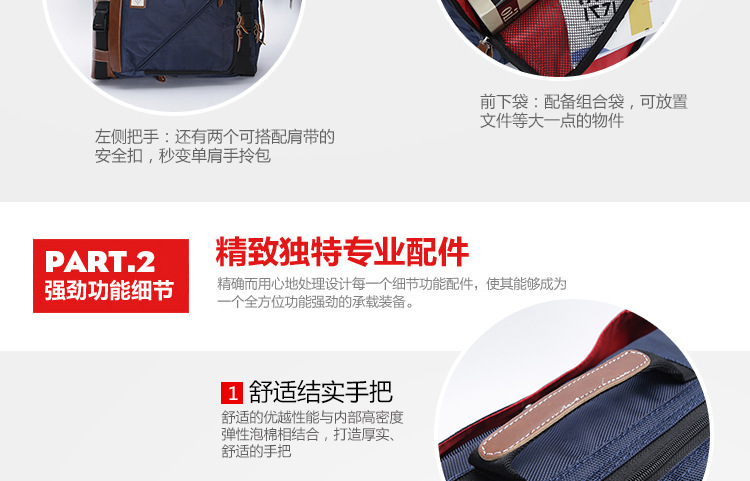 左侧把手：还有两个可搭配肩带的
安全扣，秒变单肩手拎包
前下袋：配备组合袋，可放置
文件等大一点的物件
PART.2
强劲功能细节
精致独特专业配件
精确而用心地处理设计每一个细节功能配件，使其能够成为
一个全方位功能强劲的承载装备。
1 舒适结实手把
舒适的优越性能与内部高密度
弹性泡棉相结合，打造厚实、
舒适的手把